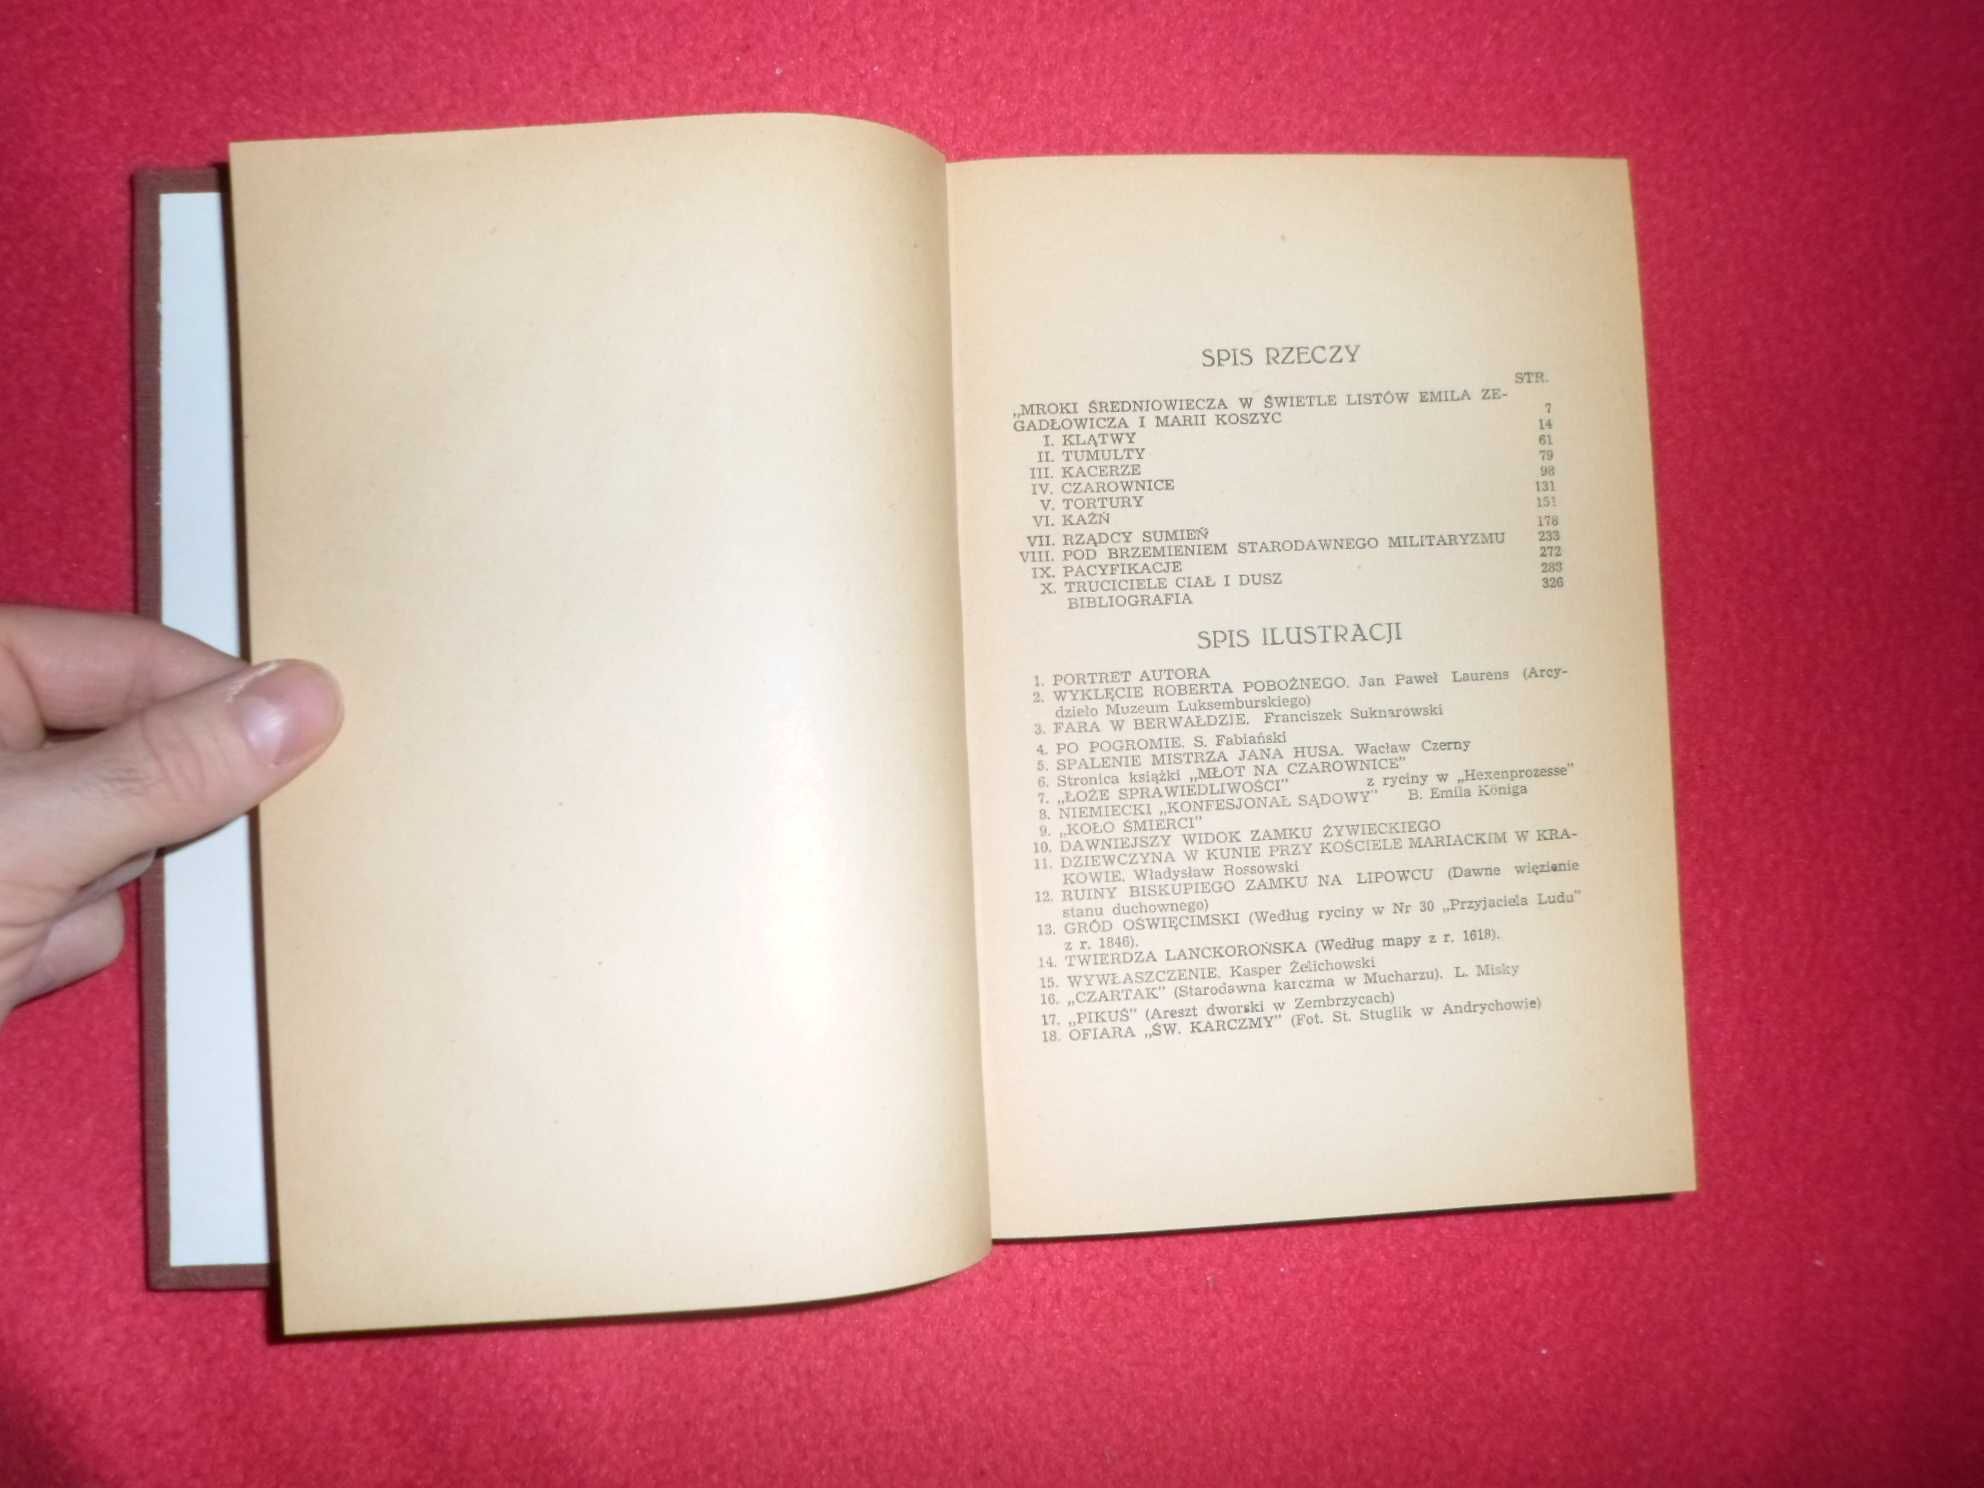 SPIS RZECZY
STR.
„MROKI ŚREDNIOWIECZA W ŚWIETLE LISTÓW EMILA ZE-
GADŁOWICZA I MARII KOSZYC 7
I. KLĄTWY 14
II. TUMULTY 61
III. KACERZE 79
IV. CZAROWNICE 98
V. TORTURY 131
VI. KAŹŃ 151
VII. RZĄDCY SUMIEŃ 178
VIII. POD BRZEMIENIEM STARODAWNEGO MILITARYZMU 233
IX. PACYFIKACJE 272
X. TRUCICIELE CIAŁ I DUSZ 283
BIBLIOGRAFIA 326
SPIS ILUSTRACJI
1. PORTRET AUTORA
2. WYKLĘCIE ROBERTA POBOŻNEGO. Jan Paweł Laurens (Arcy-
dzieło Muzeum Luksemburskiego)
3. FARA W BERWAŁDZIE. Franciszek Suknarowski
4. PO POGROMIE. S. Fabiański
5. SPALENIE MISTRZA JANA HUSA. Wacław Czerny
6. Stronica książki „MŁOT NA CZAROWNICE”
7. „ŁOŻE SPRAWIEDLIWOŚCI” z ryciny w „Hexenprozesse”
8. NIEMIECKI „KONFESJONAŁ SĄDOWY” B. Emila Königa
9. „KOŁO ŚMIERCI”
10. DAWNIEJSZY WIDOK ZAMKU ŻYWIECKIEGO
11. DZIEWCZYNA W KUNIE PRZY KOŚCIELE MARIACKIM W KRA-
KOWIE. Władysław Rossowski
12. RUINY BISKUPIEGO ZAMKU NA LIPOWCU (Dawne więzienie
stanu duchownego)
13. GRÓD OŚWIĘCIMSKI (Według ryciny w Nr 30 „Przyjaciela Ludu”
z r. 1846).
14. TWIERDZA LANCKOROŃSKA (Według mapy z r. 1618).
15. WYWŁASZCZENIE. Kasper Żelichowski
16. „CZARTAK” (Starodawna karczma w Mucharzu). L. Misky
17. „PIKUŚ” (Areszt dworski w Zembrzycach)
18. OFIARA „ŚW. KARCZMY” (Fot. St. Stuglik w Andrychowie)